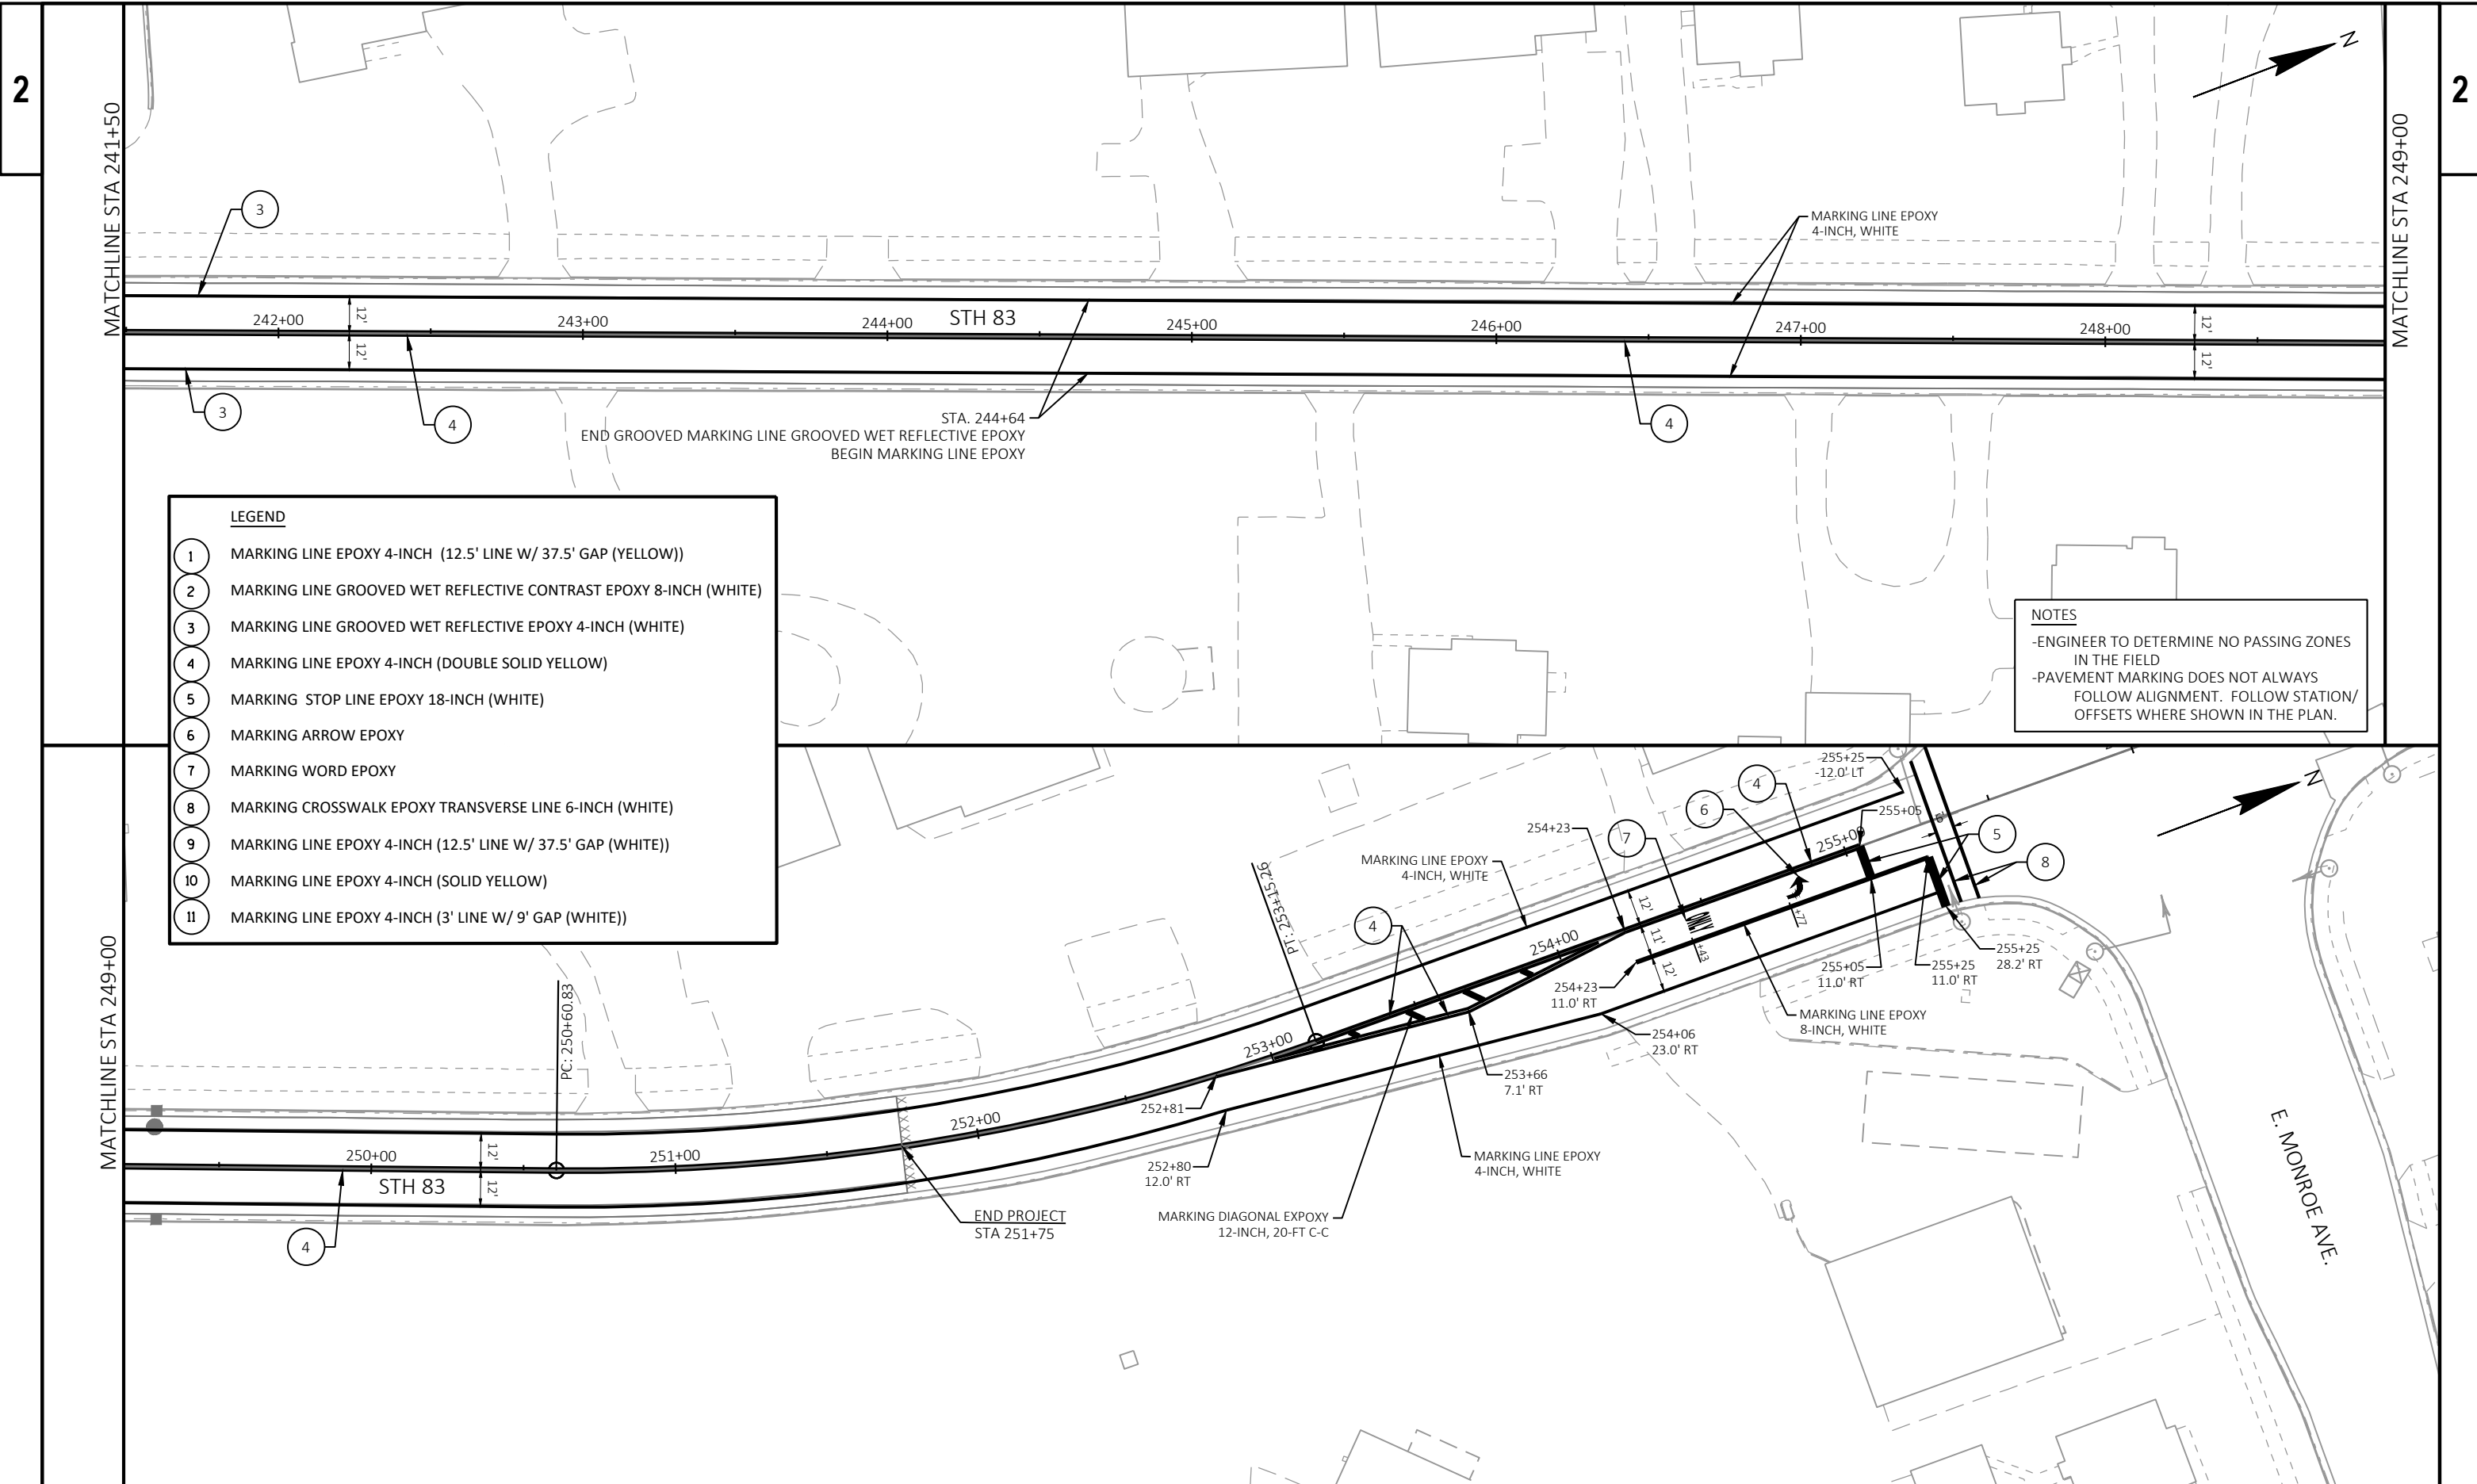 2
2
MATCHLINE STA 241+50
MATCHLINE STA 249+00
N
3
MARKING LINE EPOXY
4-INCH, WHITE
12'
12'
242+00
243+00
244+00
STH 83
245+00
246+00
247+00
248+00
12'
12'
3
4
STA. 244+64
END GROOVED MARKING LINE GROOVED WET REFLECTIVE EPOXY
BEGIN MARKING LINE EPOXY
4
LEGEND
1 MARKING LINE EPOXY 4-INCH (12.5' LINE W/ 37.5' GAP (YELLOW))
2 MARKING LINE GROOVED WET REFLECTIVE CONTRAST EPOXY 8-INCH (WHITE)
3 MARKING LINE GROOVED WET REFLECTIVE EPOXY 4-INCH (WHITE)
4 MARKING LINE EPOXY 4-INCH (DOUBLE SOLID YELLOW)
5 MARKING STOP LINE EPOXY 18-INCH (WHITE)
6 MARKING ARROW EPOXY
7 MARKING WORD EPOXY
8 MARKING CROSSWALK EPOXY TRANSVERSE LINE 6-INCH (WHITE)
9 MARKING LINE EPOXY 4-INCH (12.5' LINE W/ 37.5' GAP (WHITE))
10 MARKING LINE EPOXY 4-INCH (SOLID YELLOW)
11 MARKING LINE EPOXY 4-INCH (3' LINE W/ 9' GAP (WHITE))
NOTES
-ENGINEER TO DETERMINE NO PASSING ZONES
IN THE FIELD
-PAVEMENT MARKING DOES NOT ALWAYS
FOLLOW ALIGNMENT. FOLLOW STATION/
OFFSETS WHERE SHOWN IN THE PLAN.
MATCHLINE STA 249+00
N
255+25
-12.0' LT
4
6
255+05
6'
254+23
7
255+00
5
8
MARKING LINE EPOXY
4-INCH, WHITE
PT: 253+15.26
4
12'
11'
12'
ONLY
+43
+77
254+00
254+23
11.0' RT
255+05
11.0' RT
255+25
11.0' RT
255+25
28.2' RT
MARKING LINE EPOXY
8-INCH, WHITE
254+06
23.0' RT
253+00
253+66
7.1' RT
PC: 250+60.83
252+81
252+00
250+00
251+00
12'
12'
STH 83
252+80
12.0' RT
MARKING LINE EPOXY
4-INCH, WHITE
END PROJECT
STA 251+75
MARKING DIAGONAL EXPOXY
12-INCH, 20-FT C-C
4
E. MONROE AVE.